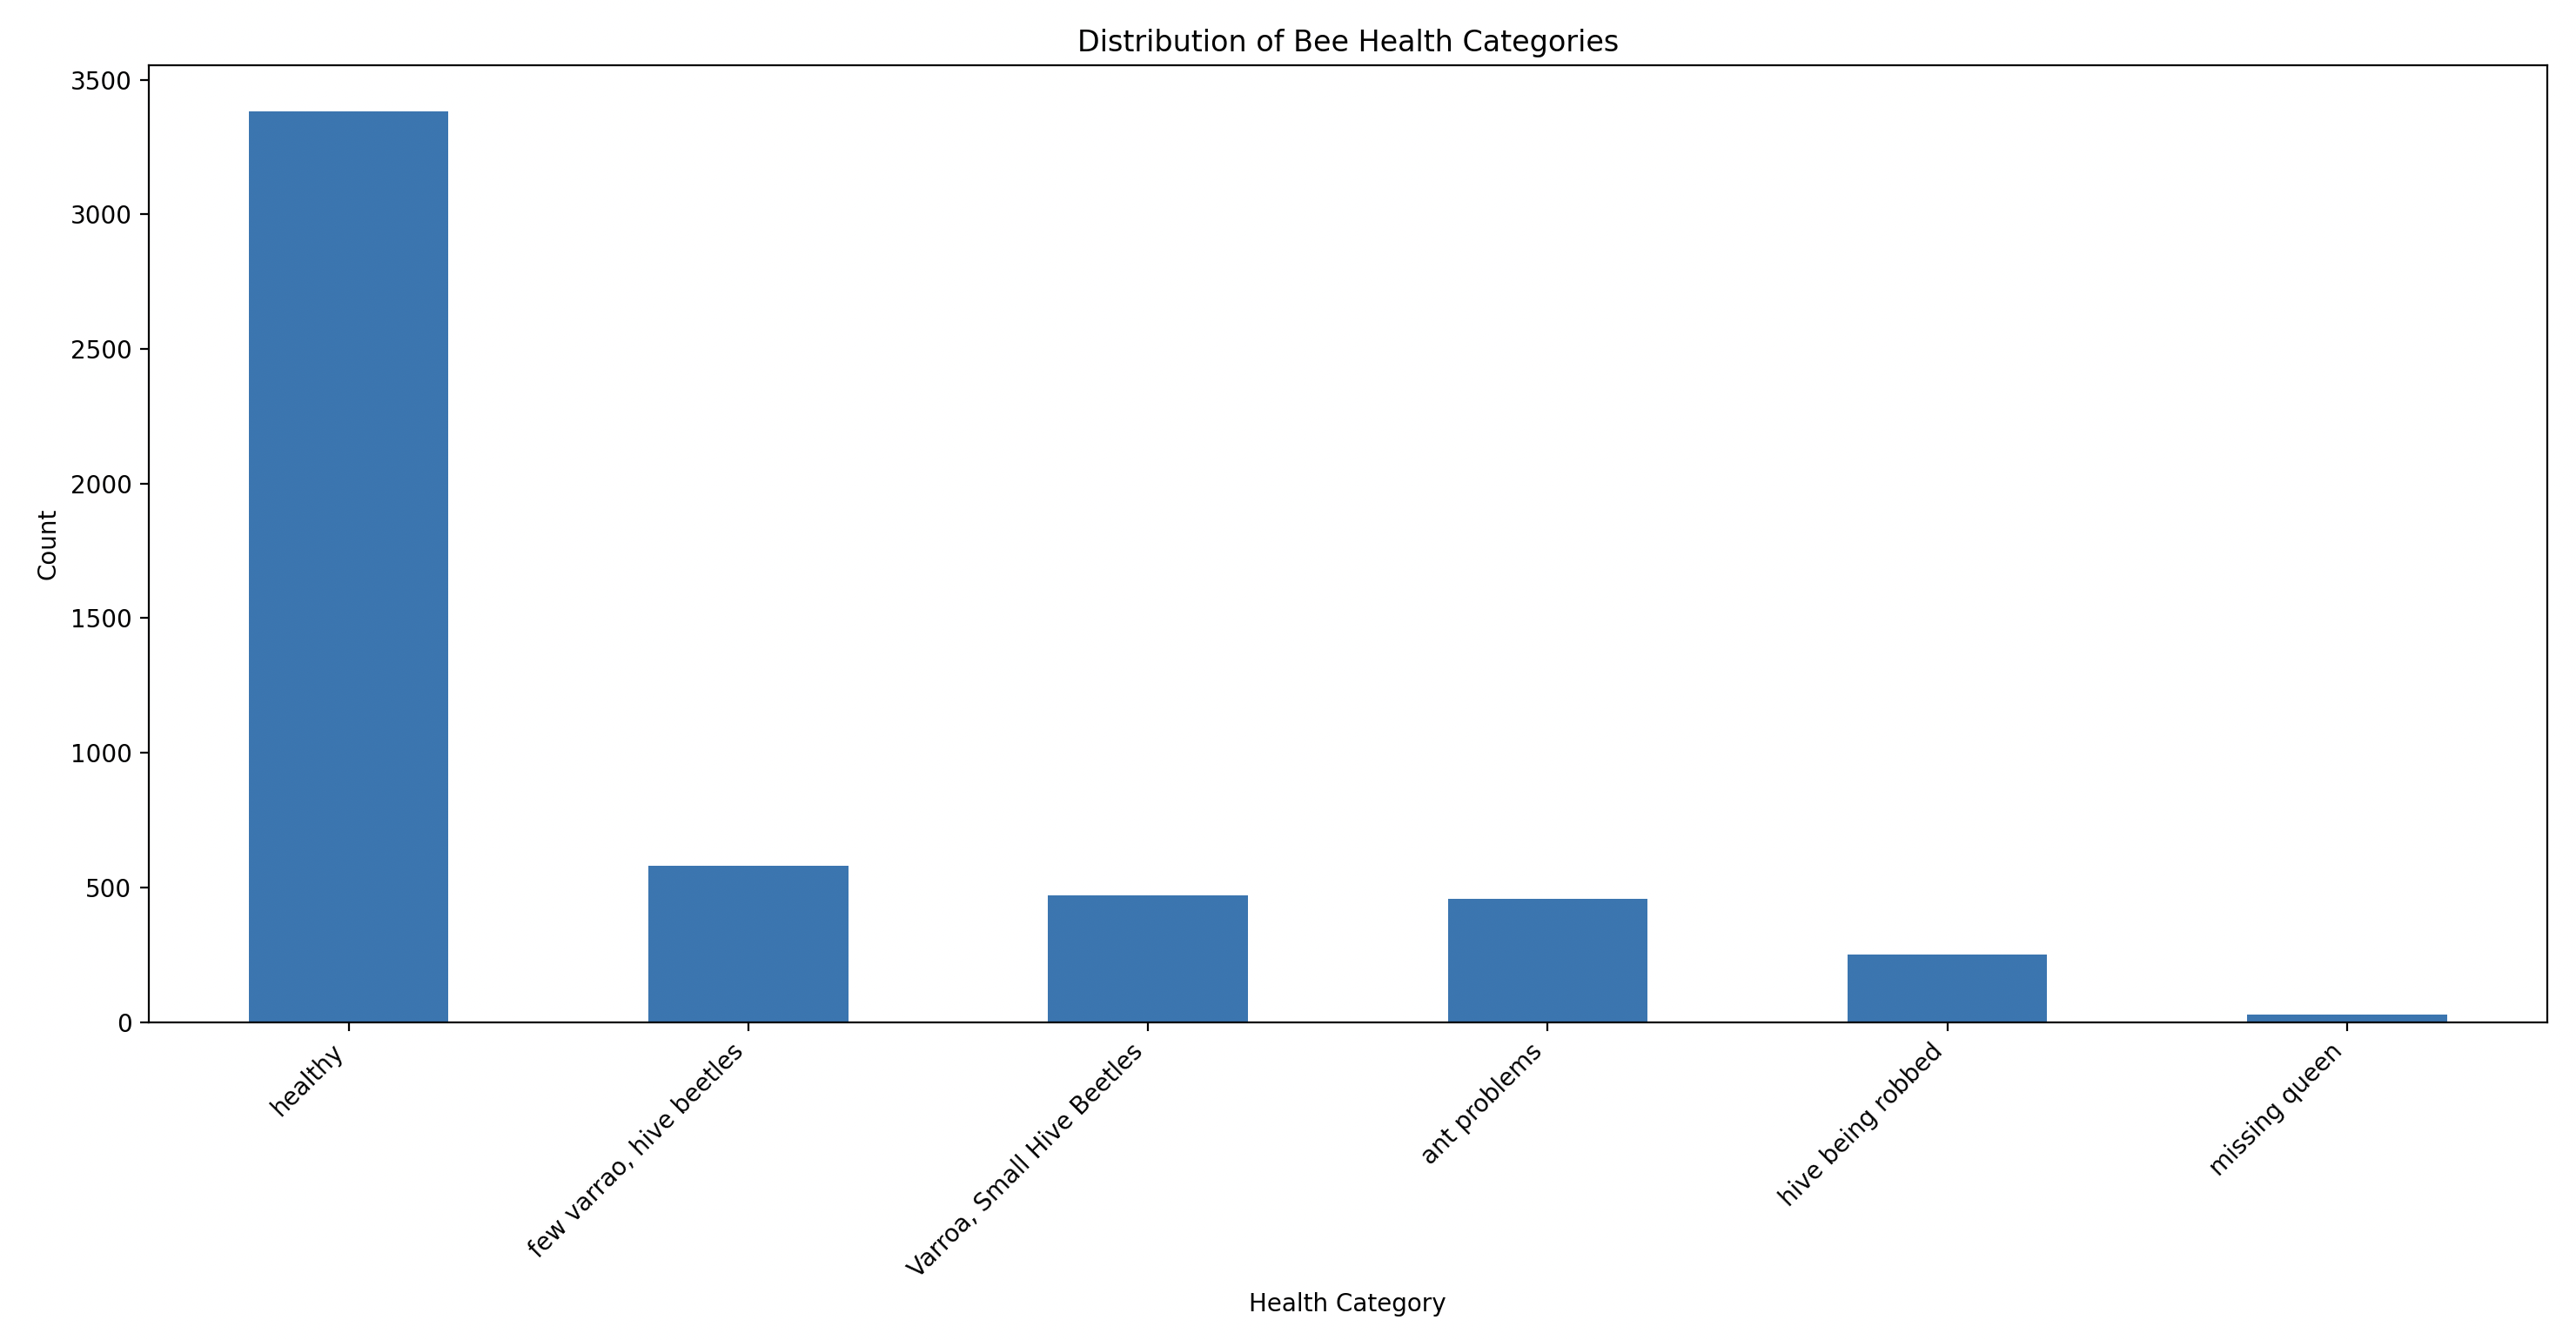 Distribution of Bee Health Categories
3500
3000
2500
2000
1500
1000
500
0
Count
healthy
few varrao, hive beetles
Varroa, Small Hive Beetles
ant problems
hive being robbed
missing queen
Health Category